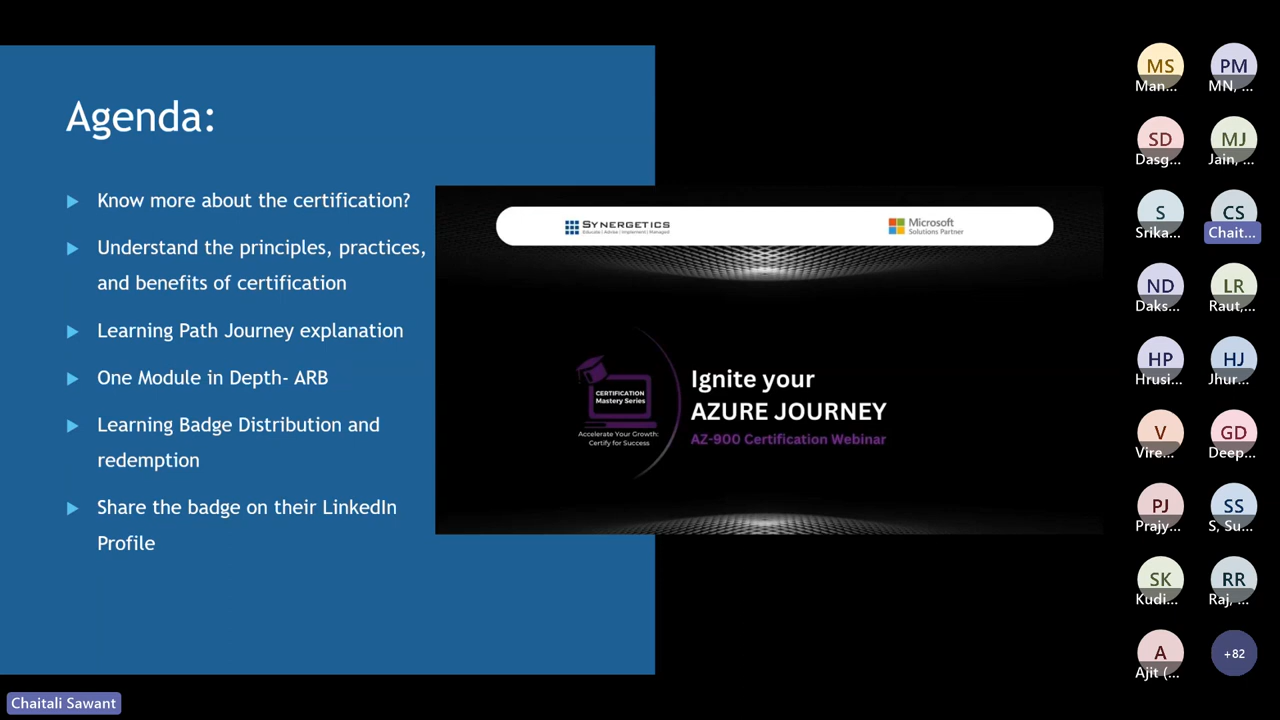 Agenda:
Know more about the certification?
Understand the principles, practices,
and benefits of certification
Learning Path Journey explanation
One Module in Depth- ARB
Learning Badge Distribution and
redemption
Share the badge on their LinkedIn
Profile
SYNERGETICS
Educate | Advise | Implement | Managed
Microsoft
Solutions Partner
CERTIFICATION
Mastery Series
Accelerate Your Growth:
Certify for Success
Ignite your
AZURE JOURNEY
AZ-900 Certification Webinar
MS
Man...
PM
MN, ...
SD
Dasg...
MJ
Jain, ...
S
Srika...
CS
Chait...
ND
Daks...
LR
Raut,...
HP
Hrusi...
HJ
Jhur...
V
Vire...
GD
Deep...
PJ
Prajy...
SS
S, Su...
SK
Kudi...
RR
Raj, ...
A
Ajit (...
+82
Chaitali Sawant